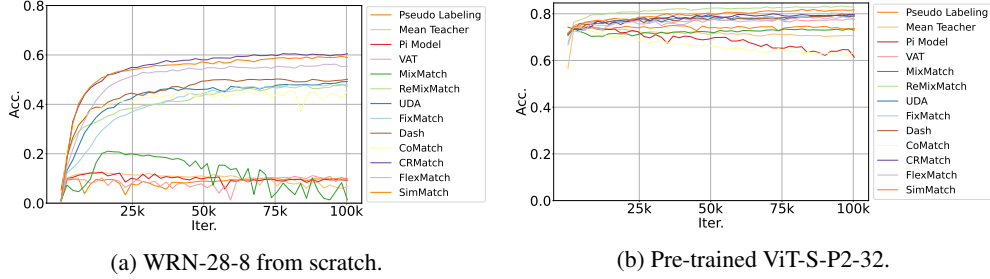 0.8
0.6
0.4
0.2
0.0
Acc.
25k 50k 75k 100k
Iter.
Pseudo Labeling
Mean Teacher
Pi Model
VAT
MixMatch
ReMixMatch
UDA
FixMatch
Dash
CoMatch
CRMatch
FlexMatch
SimMatch
(a) WRN-28-8 from scratch.
0.8
0.6
0.4
0.2
0.0
Acc.
25k 50k 75k 100k
Iter.
Pseudo Labeling
Mean Teacher
Pi Model
VAT
MixMatch
ReMixMatch
UDA
FixMatch
Dash
CoMatch
CRMatch
FlexMatch
SimMatch
(b) Pre-trained ViT-S-P2-32.